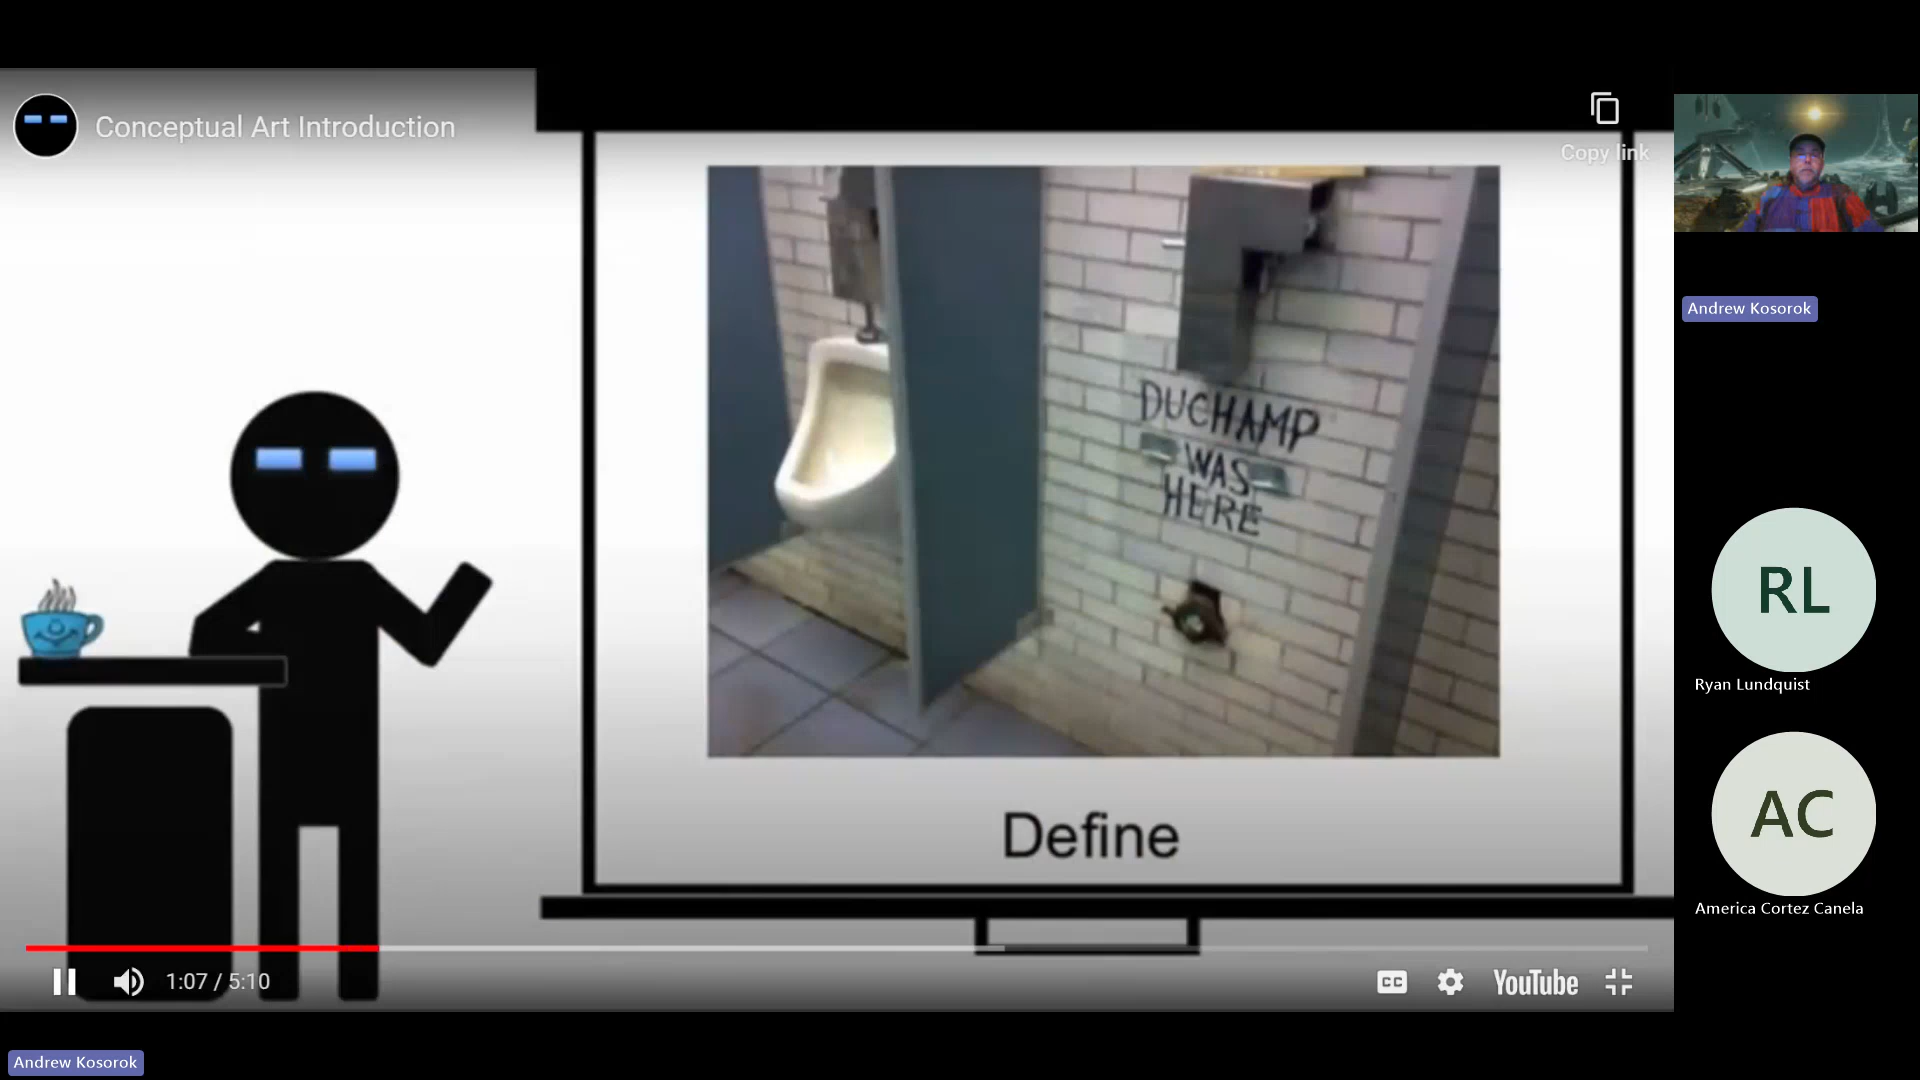 Conceptual Art Introduction
Copy link
DUCHAMP
WAS
HERE
Define
1:07 / 5:10
CC
YouTube
Andrew Kosorok
Andrew Kosorok
RL
Ryan Lundquist
AC
America Cortez Canela